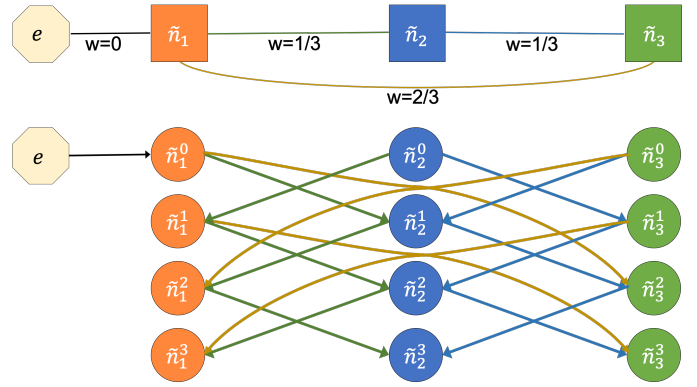 e ñ₁ ñ₂ ñ₃
w=0 w=1/3 w=1/3
w=2/3
e ñ₁⁰ ñ₂⁰ ñ₃⁰
ñ₁¹ ñ₂¹ ñ₃¹
ñ₁² ñ₂² ñ₃²
ñ₁³ ñ₂³ ñ₃³